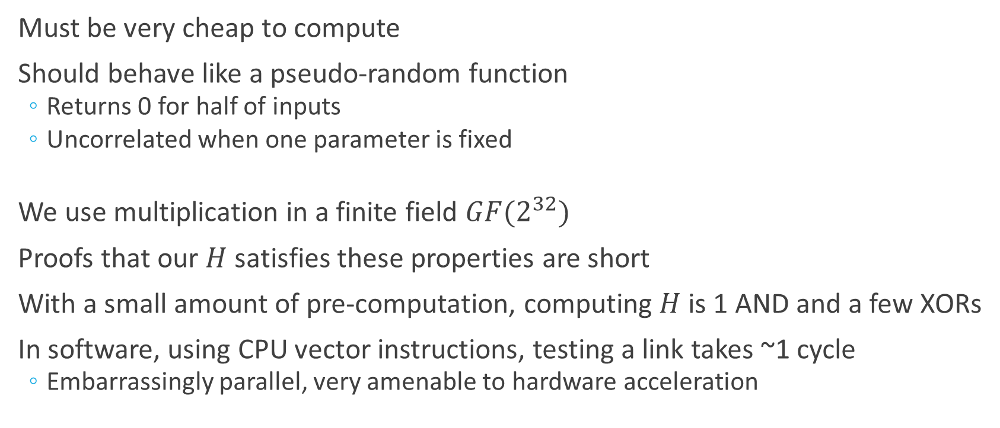 Must be very cheap to compute
Should behave like a pseudo-random function
◦ Returns 0 for half of inputs
◦ Uncorrelated when one parameter is fixed
We use multiplication in a finite field 𝐺𝐹(2³²)
Proofs that our 𝐻 satisfies these properties are short
With a small amount of pre-computation, computing 𝐻 is 1 AND and a few XORs
In software, using CPU vector instructions, testing a link takes ~1 cycle
◦ Embarrassingly parallel, very amenable to hardware acceleration